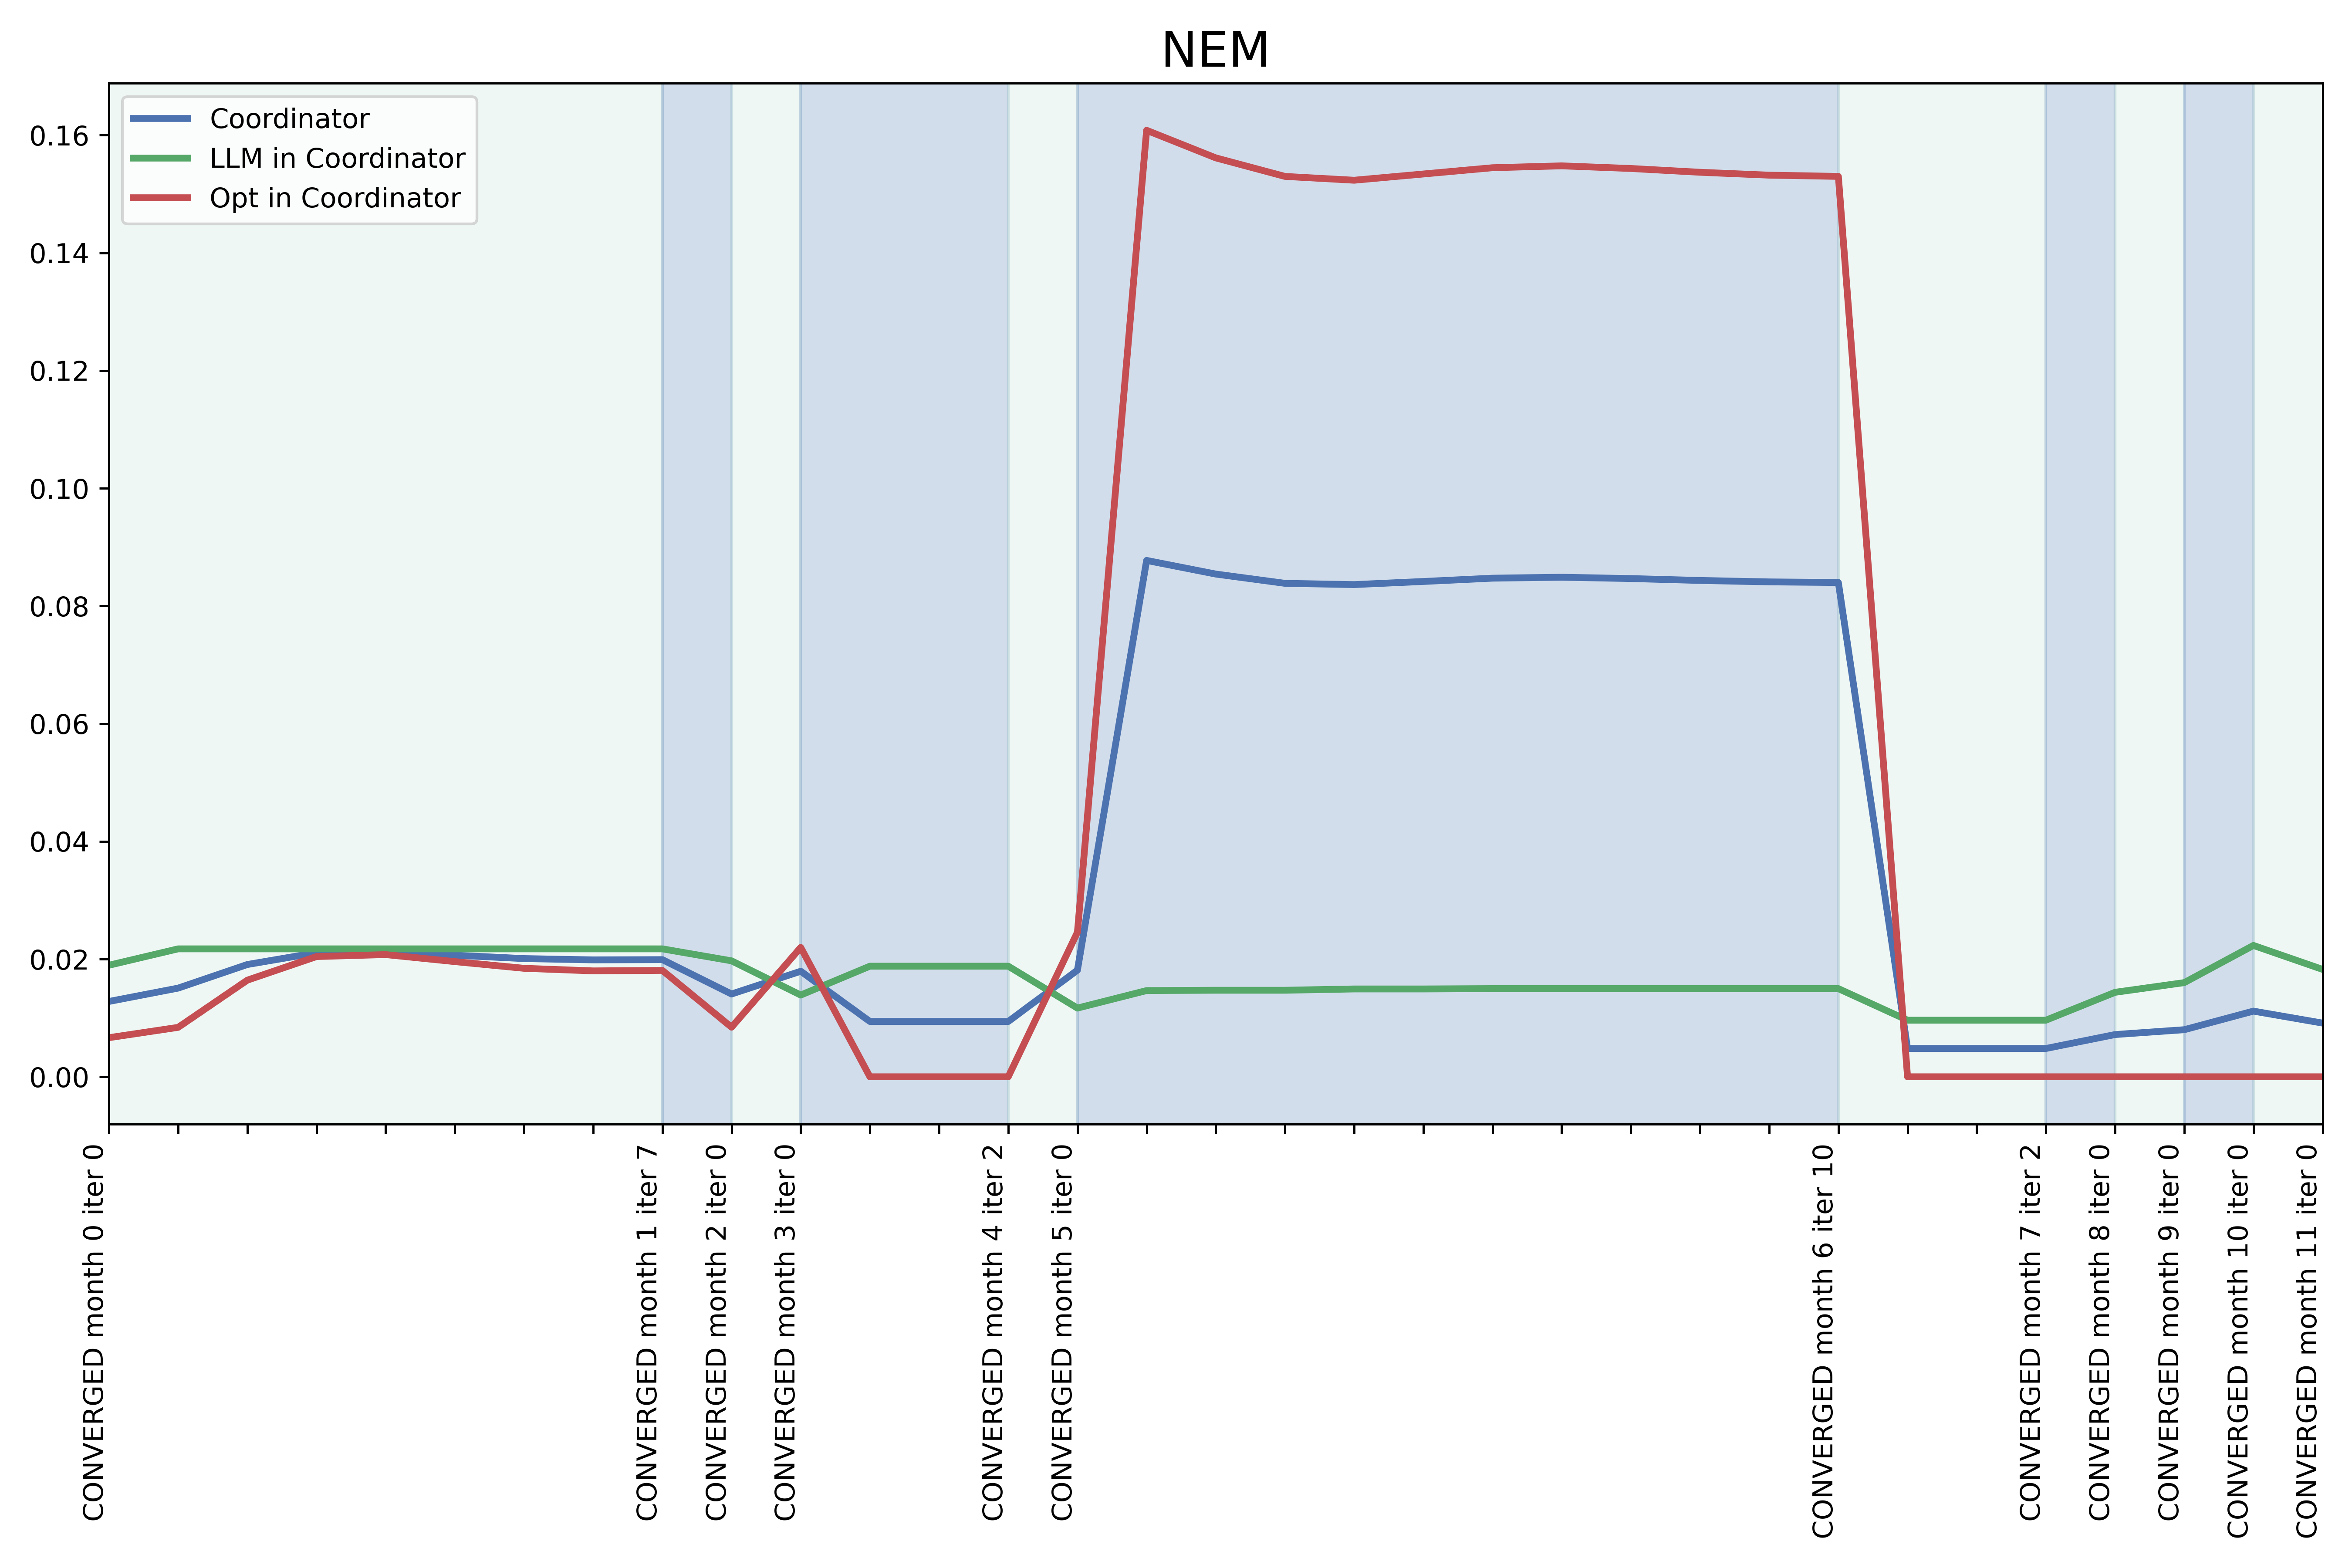 NEM
Coordinator
LLM in Coordinator
Opt in Coordinator
0.16
0.14
0.12
0.10
0.08
0.06
0.04
0.02
0.00
CONVERGED month 0 iter 0
CONVERGED month 1 iter 7
CONVERGED month 2 iter 0
CONVERGED month 3 iter 0
CONVERGED month 4 iter 2
CONVERGED month 5 iter 0
CONVERGED month 6 iter 10
CONVERGED month 7 iter 2
CONVERGED month 8 iter 0
CONVERGED month 9 iter 0
CONVERGED month 10 iter 0
CONVERGED month 11 iter 0